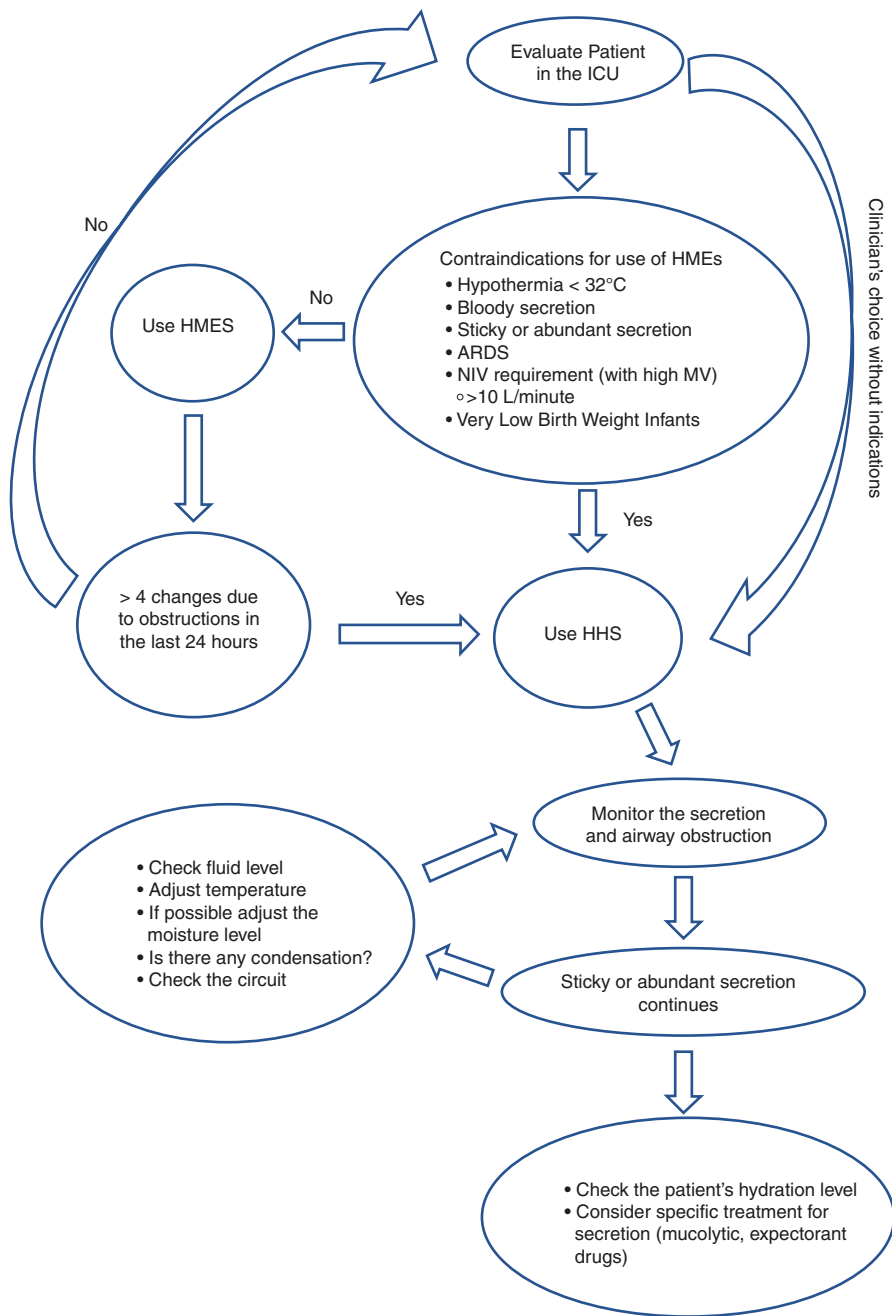 Evaluate Patient
in the ICU
Clinician's choice without indications
No
Contraindications for use of HMEs
• Hypothermia < 32°C
• Bloody secretion
• Sticky or abundant secretion
• ARDS
• NIV requirement (with high MV)
○>10 L/minute
• Very Low Birth Weight Infants
No
Use HMES
Yes
> 4 changes due
to obstructions in
the last 24 hours
Yes
Use HHS
Monitor the secretion
and airway obstruction
• Check fluid level
• Adjust temperature
• If possible adjust the
moisture level
• Is there any condensation?
• Check the circuit
Sticky or abundant secretion
continues
• Check the patient's hydration level
• Consider specific treatment for
secretion (mucolytic, expectorant
drugs)